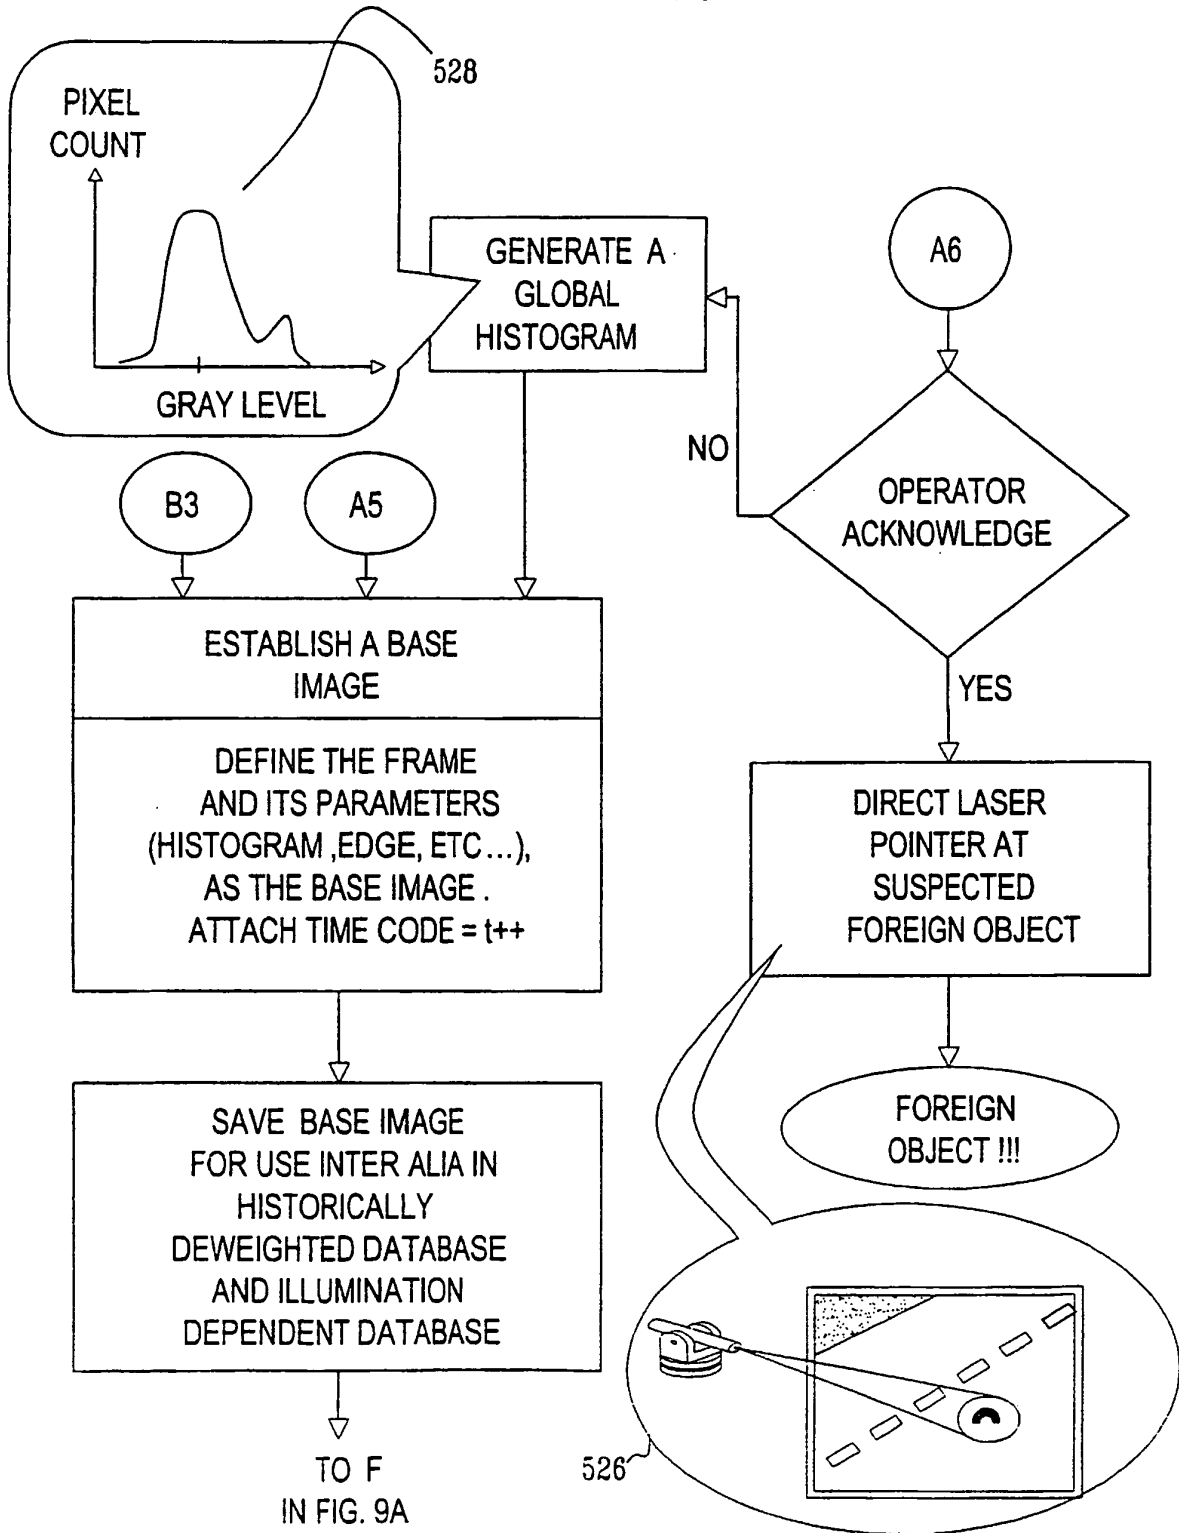 528
PIXEL
COUNT
GRAY LEVEL
GENERATE A
GLOBAL
HISTOGRAM
A6
NO
OPERATOR
ACKNOWLEDGE
B3
A5
YES
ESTABLISH A BASE
IMAGE
DEFINE THE FRAME
AND ITS PARAMETERS
(HISTOGRAM ,EDGE, ETC...),
AS THE BASE IMAGE .
ATTACH TIME CODE = t++
DIRECT LASER
POINTER AT
SUSPECTED
FOREIGN OBJECT
SAVE BASE IMAGE
FOR USE INTER ALIA IN
HISTORICALLY
DEWEIGHTED DATABASE
AND ILLUMINATION
DEPENDENT DATABASE
FOREIGN
OBJECT !!!
526
TO F
IN FIG. 9A